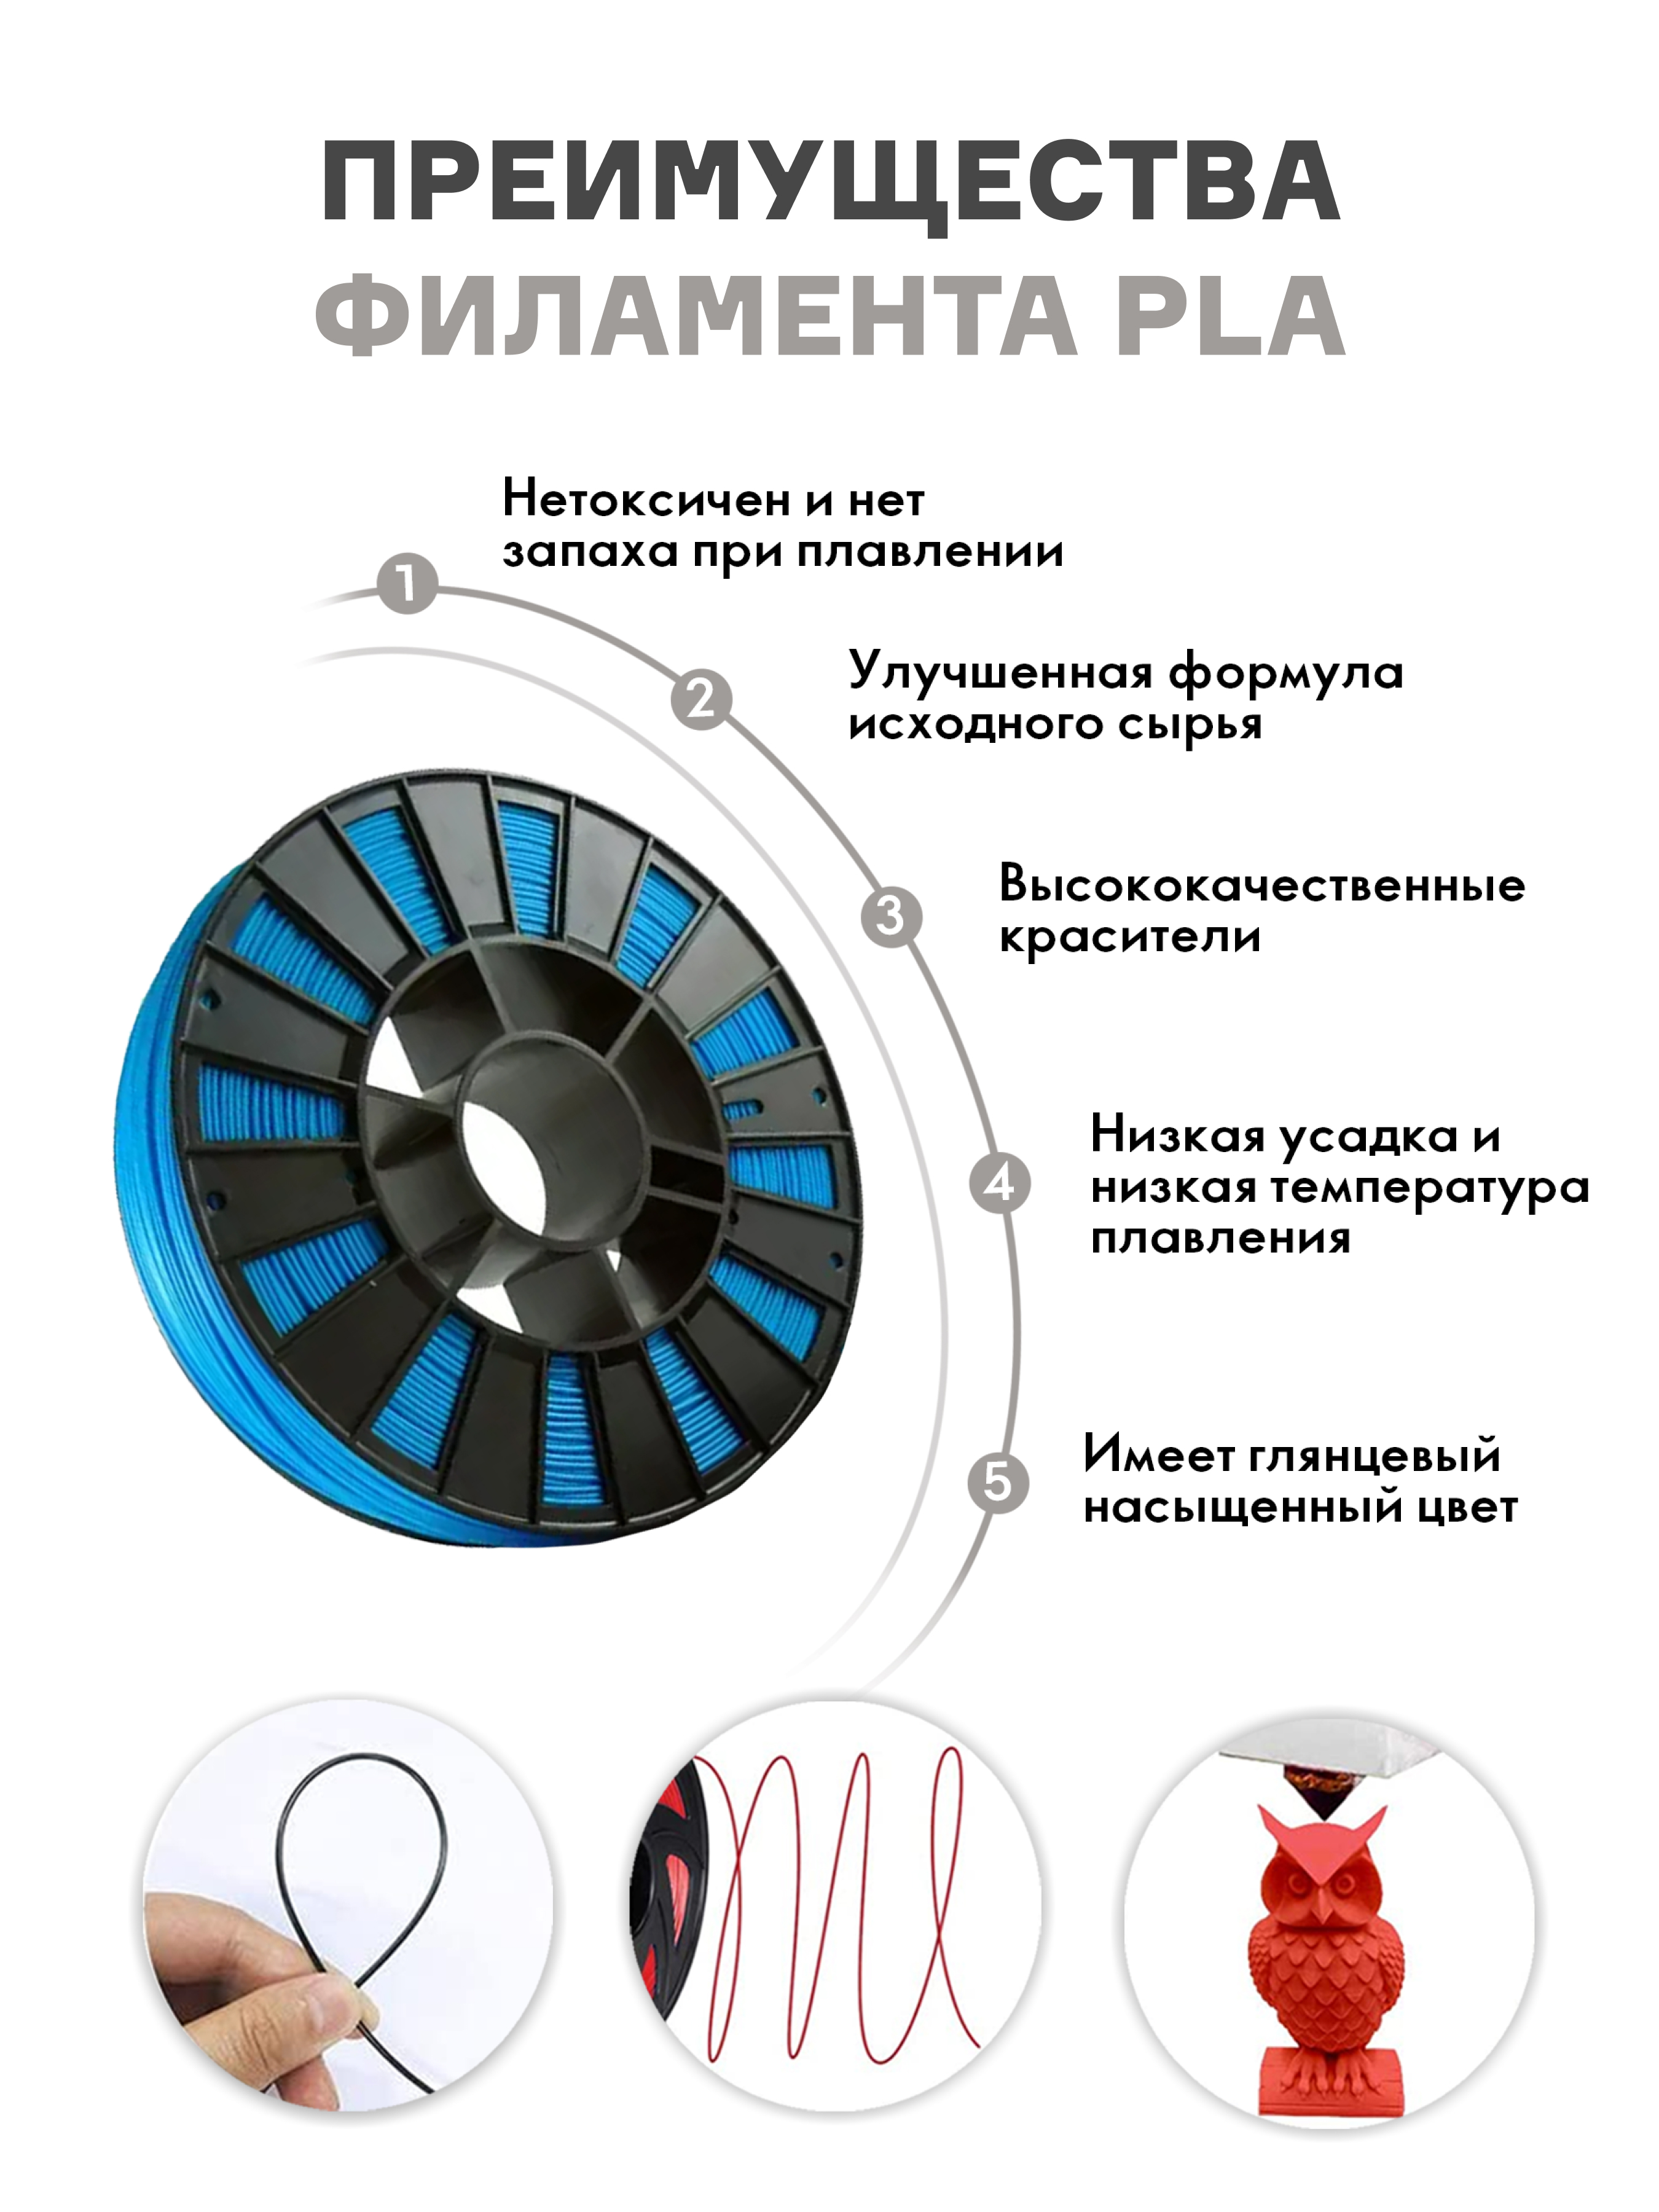 ПРЕИМУЩЕСТВА
ФИЛАМЕНТА PLA
1
Нетоксичен и нет
запаха при плавлении
2
Улучшенная формула
исходного сырья
3
Высококачественные
красители
4
Низкая усадка и
низкая температура
плавления
5
Имеет глянцевый
насыщенный цвет